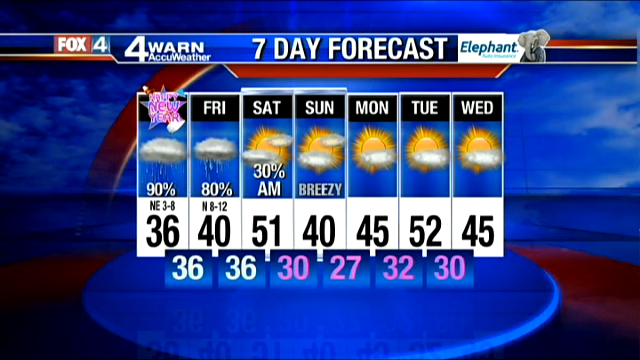 FOX 4
4WARN
AccuWeather
7 DAY FORECAST
Elephant
Auto Insurance
HAPPY NEW YEAR FRI SAT SUN MON TUE WED
90% 80% 30% AM BREEZY
NE 3-8 N 8-12
36 40 51 40 45 52 45
36 36 30 27 32 30